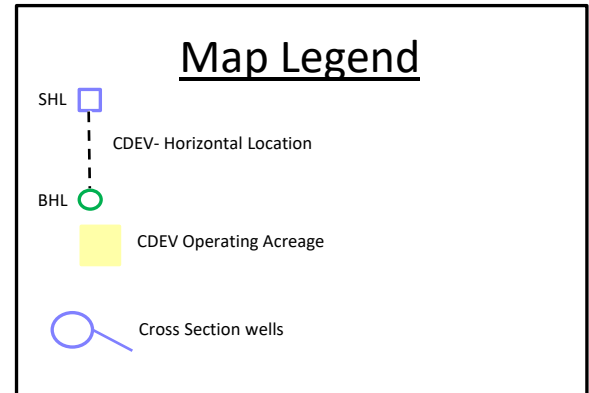 Map Legend
SHL
CDEV- Horizontal Location
BHL
CDEV Operating Acreage
Cross Section wells